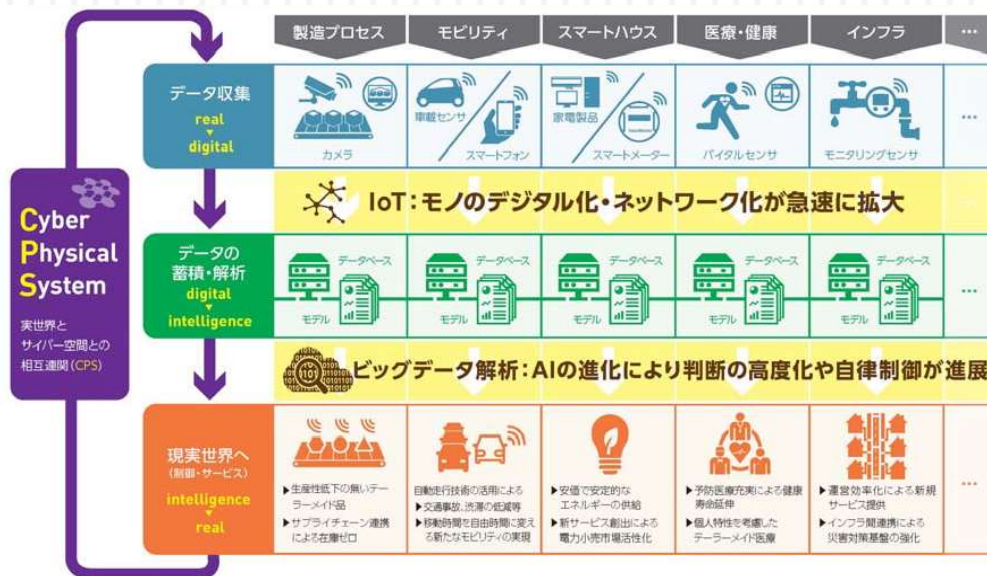 製造プロセス
モビリティ
スマートハウス
医療・健康
インフラ
…
データ収集
real
digital
カメラ
車載センサ
スマートフォン
家電製品
スマートメーター
バイタルセンサ
モニタリングセンサ
…
IoT:モノのデジタル化・ネットワーク化が急速に拡大
Cyber
Physical
System
実世界と
サイバー空間との
相互連関(CPS)
データの
蓄積・解析
digital
intelligence
データベース
モデル
データベース
モデル
データベース
モデル
データベース
モデル
データベース
モデル
…
ビッグデータ解析:AIの進化により判断の高度化や自律制御が進展
現実世界へ
(制御・サービス)
intelligence
real
▶生産性低下の無いテー
ラーメイド品
▶サプライチェーン連携
による在庫ゼロ
自動走行技術の活用による
▶交通事故、渋滞の低減等
▶移動時間を自由時間に変え
る新たなモビリティの実現
▶安価で安定的な
エネルギーの供給
▶新サービス創出による
電力小売市場活性化
▶予防医療充実による健康
寿命延伸
▶個人特性を考慮した
テーラーメイド医療
▶運営効率化による新規
サービス提供
▶インフラ間連携による
災害対策基盤の強化
…